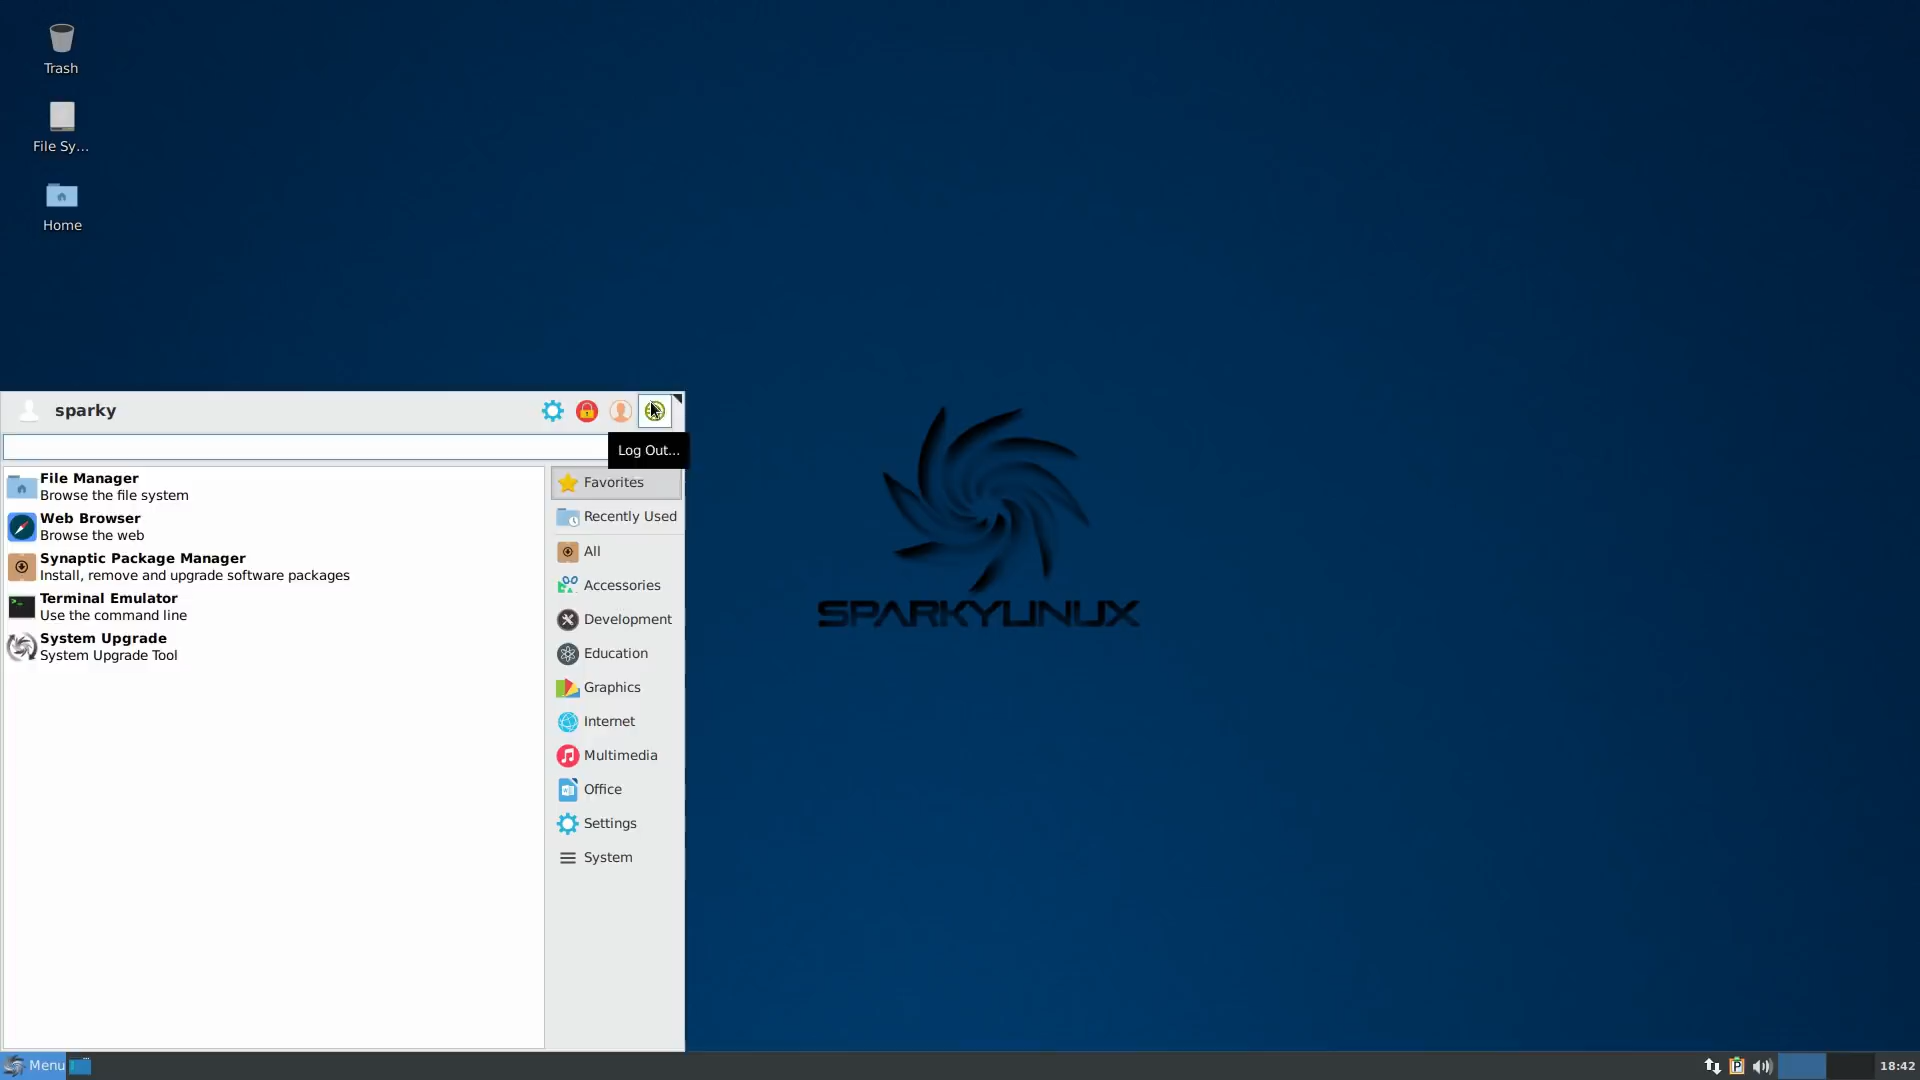 Trash
File Sy...
Home
sparky
Log Out...
File Manager
Browse the file system
Web Browser
Browse the web
Synaptic Package Manager
Install, remove and upgrade software packages
Terminal Emulator
Use the command line
System Upgrade
System Upgrade Tool
Favorites
Recently Used
All
Accessories
Development
Education
Graphics
Internet
Multimedia
Office
Settings
System
SPARKYLINUX
Menu
18:42